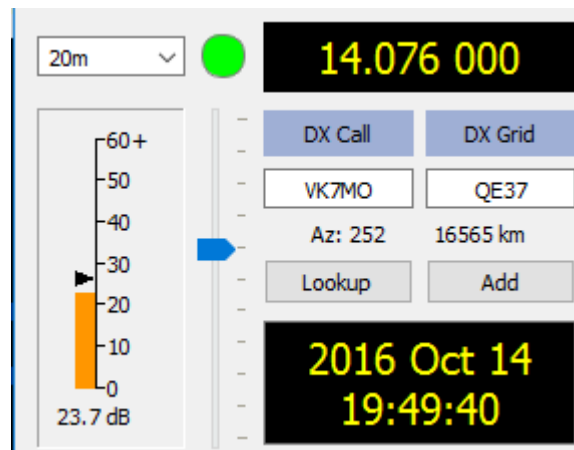 20m
14.076 000
60+
50
40
30
20
10
0
23.7 dB
DX Call DX Grid
VK7MO QE37
Az: 252 16565 km
Lookup Add
2016 Oct 14
19:49:40